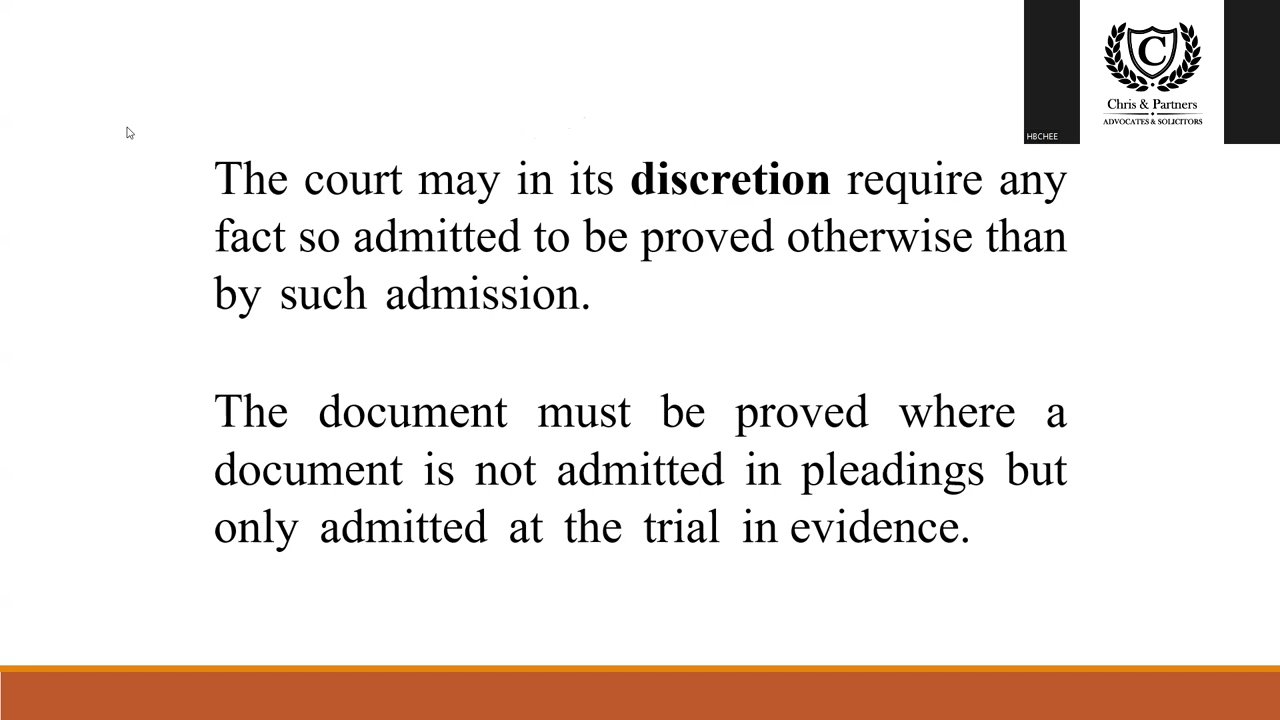 C
Chris & Partners
ADVOCATES & SOLICITORS
HBCHEE
The court may in its discretion require any
fact so admitted to be proved otherwise than
by such admission.
The document must be proved where a
document is not admitted in pleadings but
only admitted at the trial in evidence.